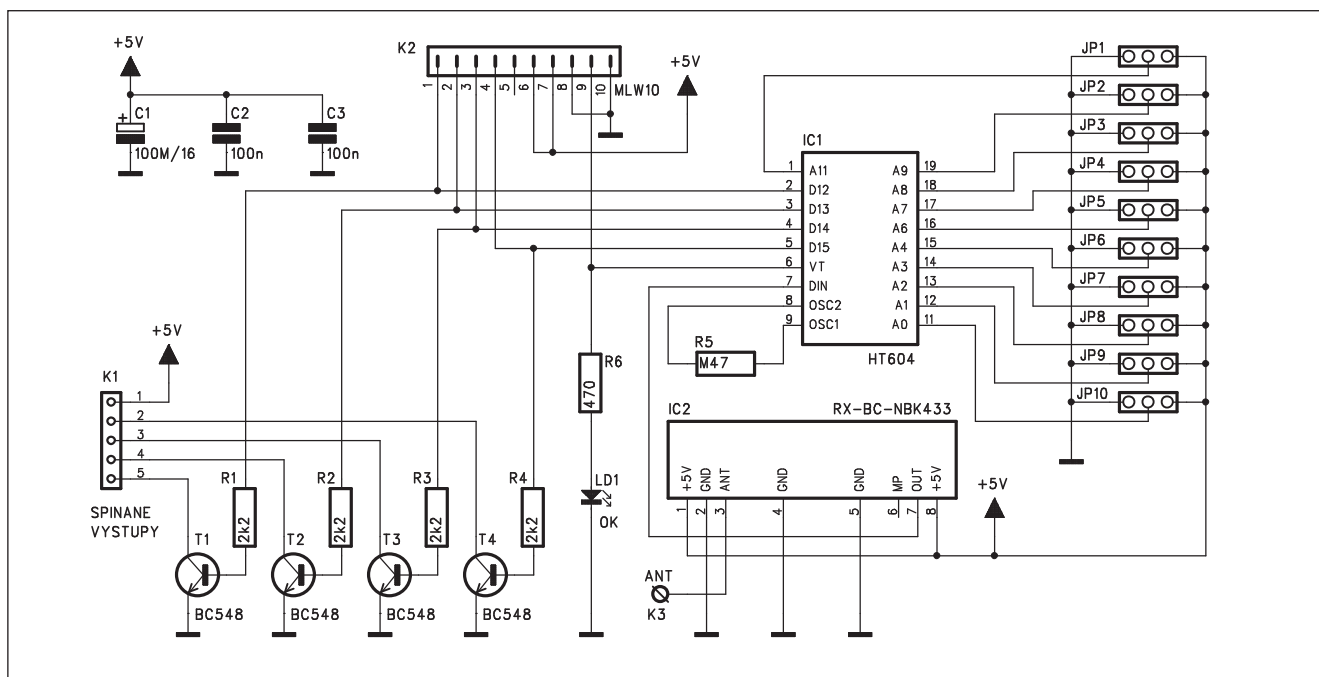 +5V
C1
C2
C3
+
100M/16
100n
100n
K2
1 2 3 4 5 6 7 8 9 10
MLW10
+5V
IC1
1 A11 A9 19
2 D12 A8 18
3 D13 A7 17
4 D14 A6 16
5 D15 A4 15
6 VT A3 14
7 DIN A2 13
8 OSC2 A1 12
9 OSC1 A0 11
HT604
JP1
JP2
JP3
JP4
JP5
JP6
JP7
JP8
JP9
JP10
R5
M47
R6
470
LD1
OK
+5V
K1
1
2
3
4
5
SPINANE
VYSTUPY
R1
2k2
R2
2k2
R3
2k2
R4
2k2
T1
BC548
T2
BC548
T3
BC548
T4
BC548
IC2
RX-BC-NBK433
+5V GND ANT GND GND MP OUT +5V
1 2 3 4 5 6 7 8
+5V
ANT
K3